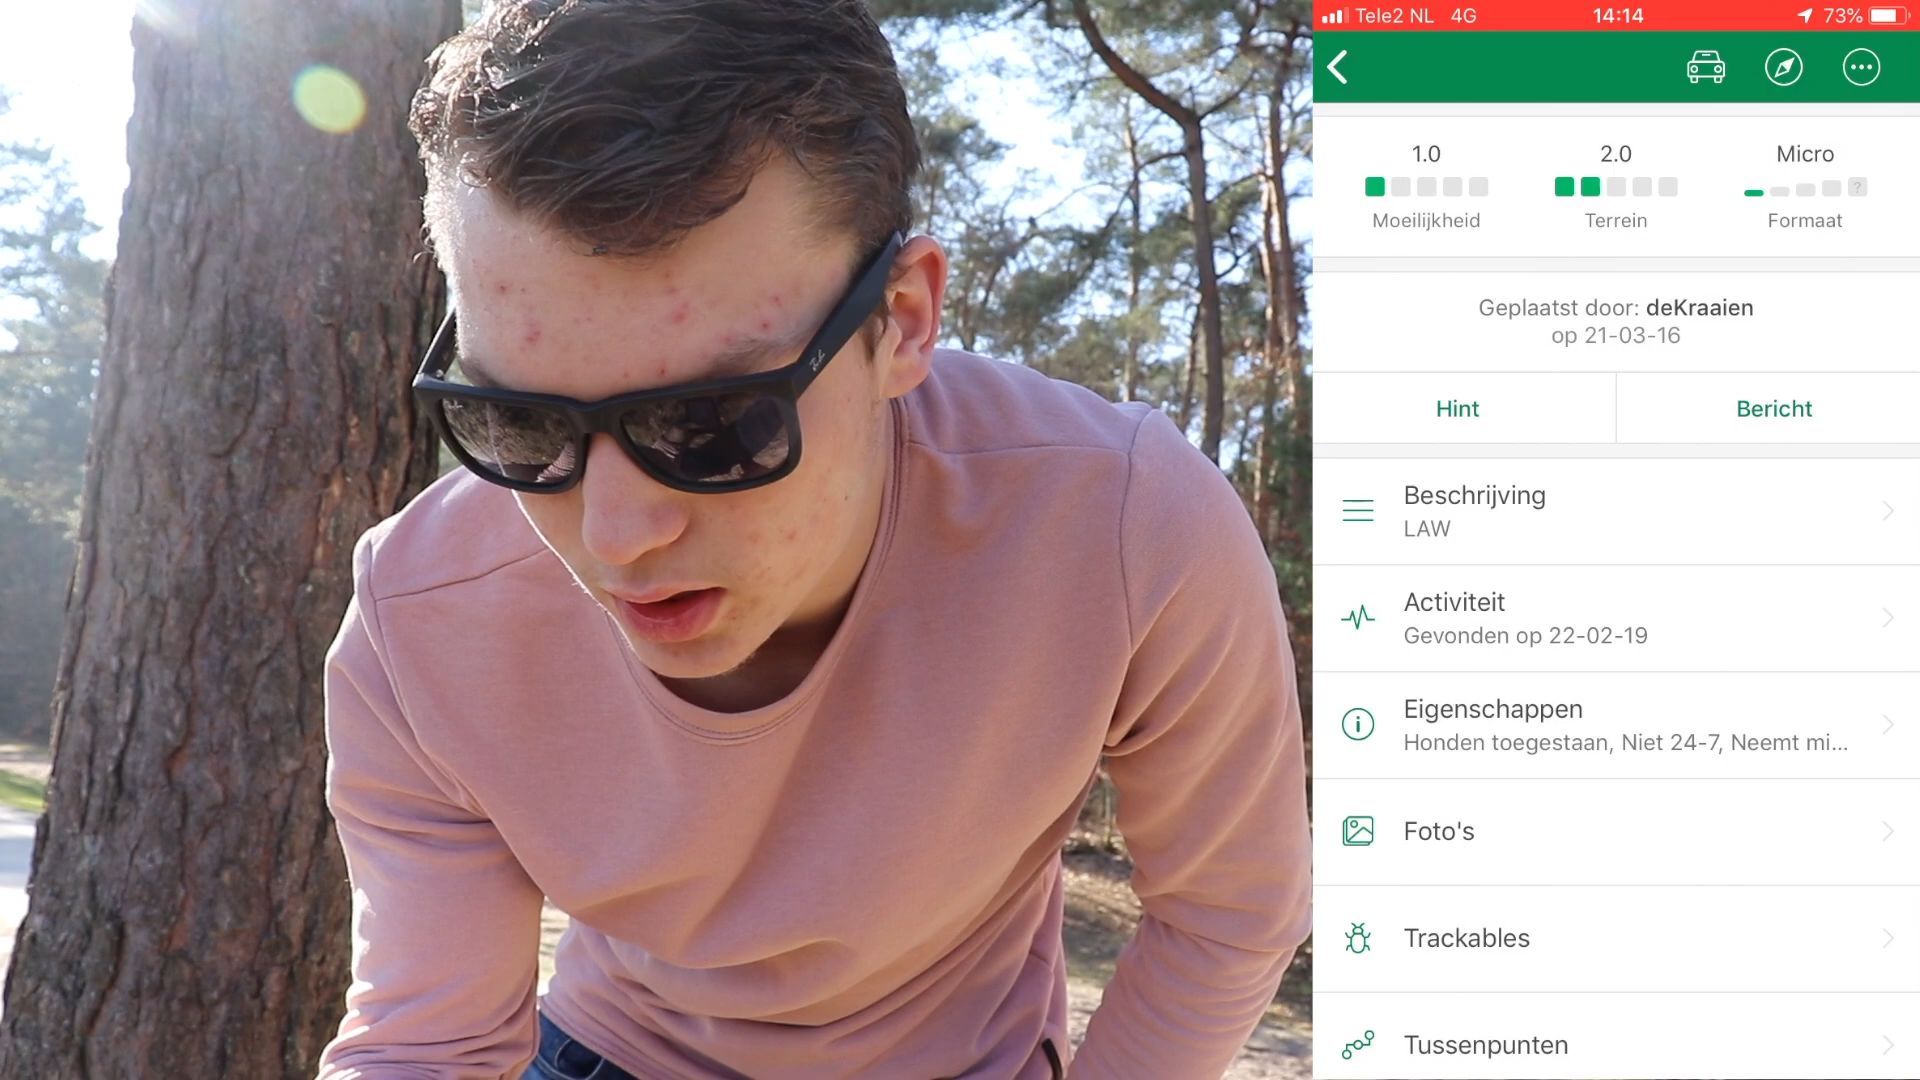 Tele2 NL 4G 14:14 73%
1.0 2.0 Micro
?
Moeilijkheid Terrein Formaat
Geplaatst door: deKraaien
op 21-03-16
Hint Bericht
Beschrijving
LAW
Activiteit
Gevonden op 22-02-19
Eigenschappen
Honden toegestaan, Niet 24-7, Neemt mi...
Foto's
Trackables
Tussenpunten